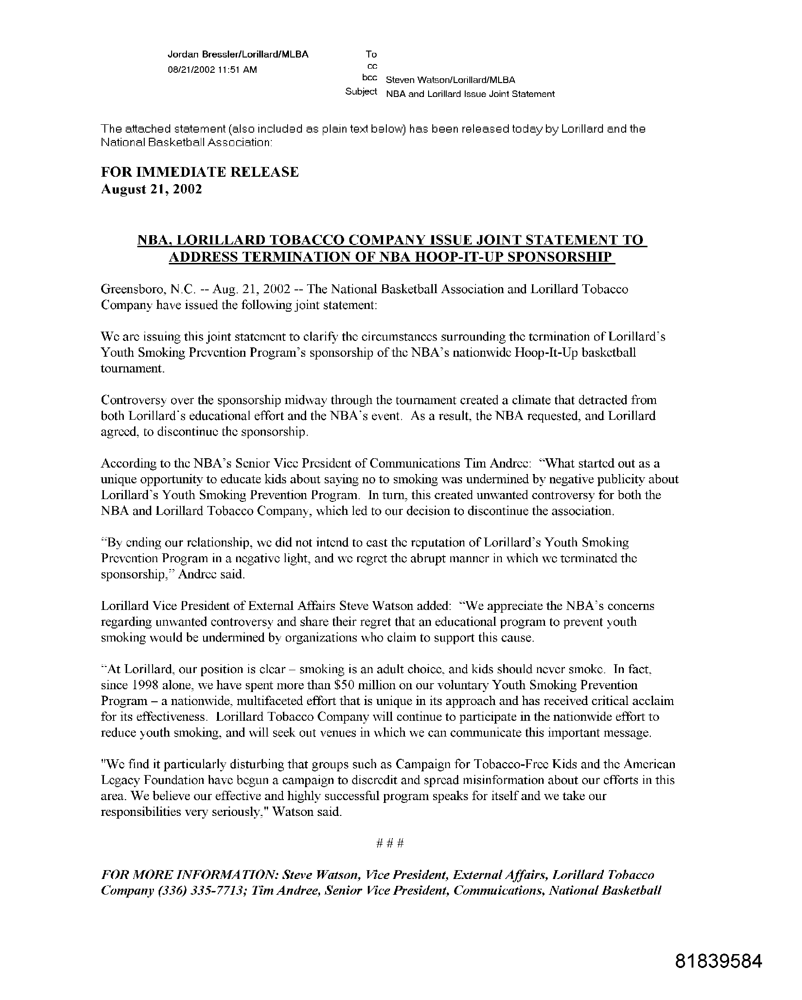 Jordan Bressler/Lorillard/MLBA To
08/21/2002 11:51 AM cc
bcc Steven Watson/Lorillard/MLBA
Subject NBA and Lorillard Issue Joint Statement
The attached statement (also included as plain text below) has been released today by Lorillard and the
National Basketball Association:
FOR IMMEDIATE RELEASE
August 21, 2002
NBA, LORILLARD TOBACCO COMPANY ISSUE JOINT STATEMENT TO
ADDRESS TERMINATION OF NBA HOOP-IT-UP SPONSORSHIP
Greensboro, N.C. -- Aug. 21, 2002 -- The National Basketball Association and Lorillard Tobacco
Company have issued the following joint statement:
We are issuing this joint statement to clarify the circumstances surrounding the termination of Lorillard's
Youth Smoking Prevention Program's sponsorship of the NBA's nationwide Hoop-It-Up basketball
tournament.
Controversy over the sponsorship midway through the tournament created a climate that detracted from
both Lorillard's educational effort and the NBA's event. As a result, the NBA requested, and Lorillard
agreed, to discontinue the sponsorship.
According to the NBA's Senior Vice President of Communications Tim Andree: “What started out as a
unique opportunity to educate kids about saying no to smoking was undermined by negative publicity about
Lorillard's Youth Smoking Prevention Program. In turn, this created unwanted controversy for both the
NBA and Lorillard Tobacco Company, which led to our decision to discontinue the association.
“By ending our relationship, we did not intend to cast the reputation of Lorillard's Youth Smoking
Prevention Program in a negative light, and we regret the abrupt manner in which we terminated the
sponsorship,” Andree said.
Lorillard Vice President of External Affairs Steve Watson added: “We appreciate the NBA's concerns
regarding unwanted controversy and share their regret that an educational program to prevent youth
smoking would be undermined by organizations who claim to support this cause.
“At Lorillard, our position is clear – smoking is an adult choice, and kids should never smoke. In fact,
since 1998 alone, we have spent more than $50 million on our voluntary Youth Smoking Prevention
Program – a nationwide, multifaceted effort that is unique in its approach and has received critical acclaim
for its effectiveness. Lorillard Tobacco Company will continue to participate in the nationwide effort to
reduce youth smoking, and will seek out venues in which we can communicate this important message.
"We find it particularly disturbing that groups such as Campaign for Tobacco-Free Kids and the American
Legacy Foundation have begun a campaign to discredit and spread misinformation about our efforts in this
area. We believe our effective and highly successful program speaks for itself and we take our
responsibilities very seriously," Watson said.
# # #
FOR MORE INFORMATION: Steve Watson, Vice President, External Affairs, Lorillard Tobacco
Company (336) 335-7713; Tim Andree, Senior Vice President, Commuications, National Basketball
81839584